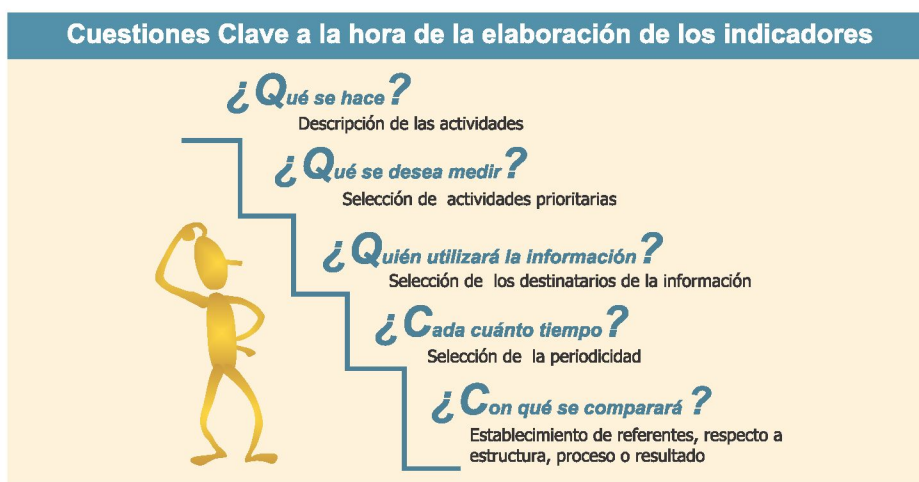 Cuestiones Clave a la hora de la elaboración de los indicadores
¿Qué se hace?
Descripción de las actividades
¿Qué se desea medir?
Selección de actividades prioritarias
¿Quién utilizará la información?
Selección de los destinatarios de la información
¿Cada cuánto tiempo?
Selección de la periodicidad
¿Con qué se comparará?
Establecimiento de referentes, respecto a
estructura, proceso o resultado